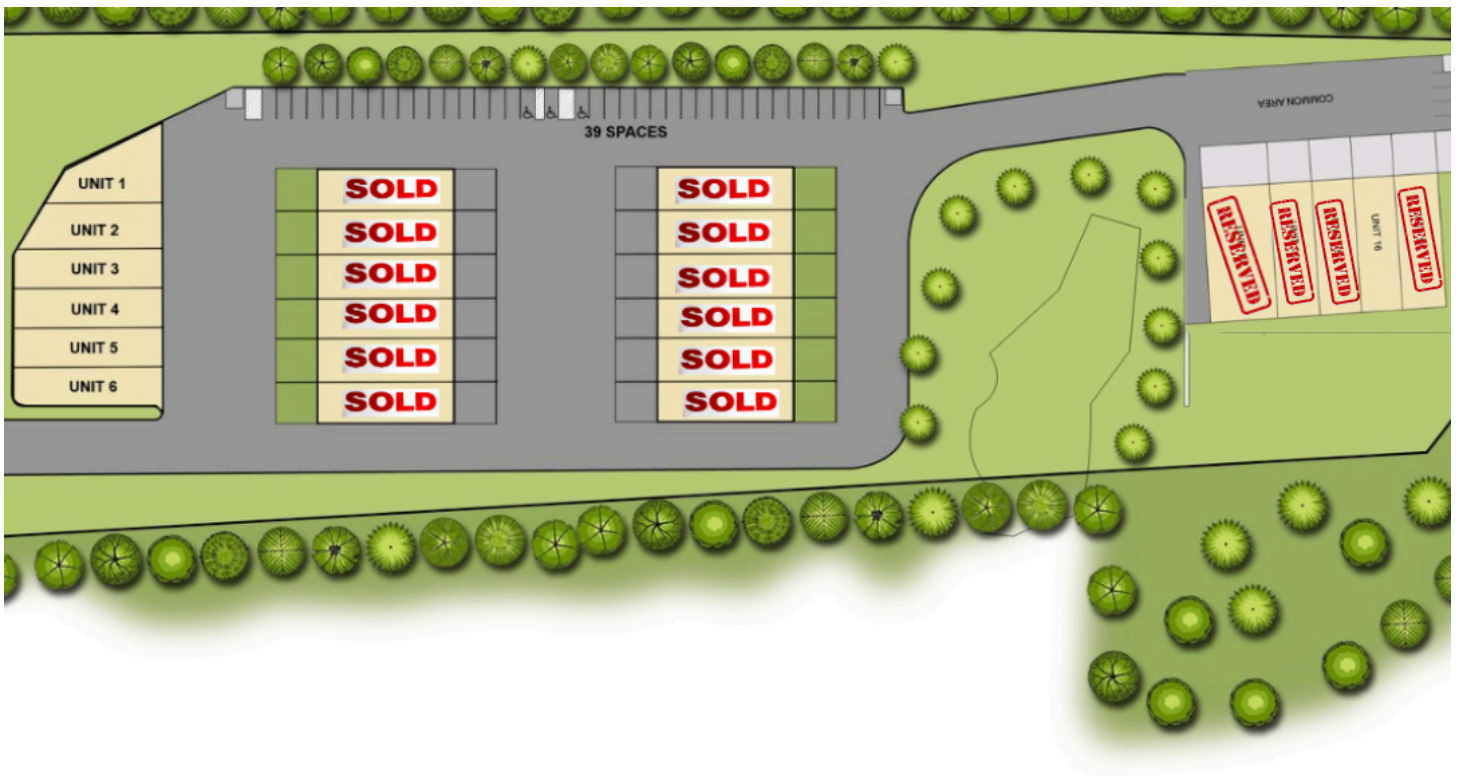 COMMON AREA
39 SPACES
UNIT 1
UNIT 2
UNIT 3
UNIT 4
UNIT 5
UNIT 6
SOLD
SOLD
SOLD
SOLD
SOLD
SOLD
SOLD
SOLD
SOLD
SOLD
SOLD
SOLD
RESERVED
RESERVED
RESERVED
UNIT 16
RESERVED